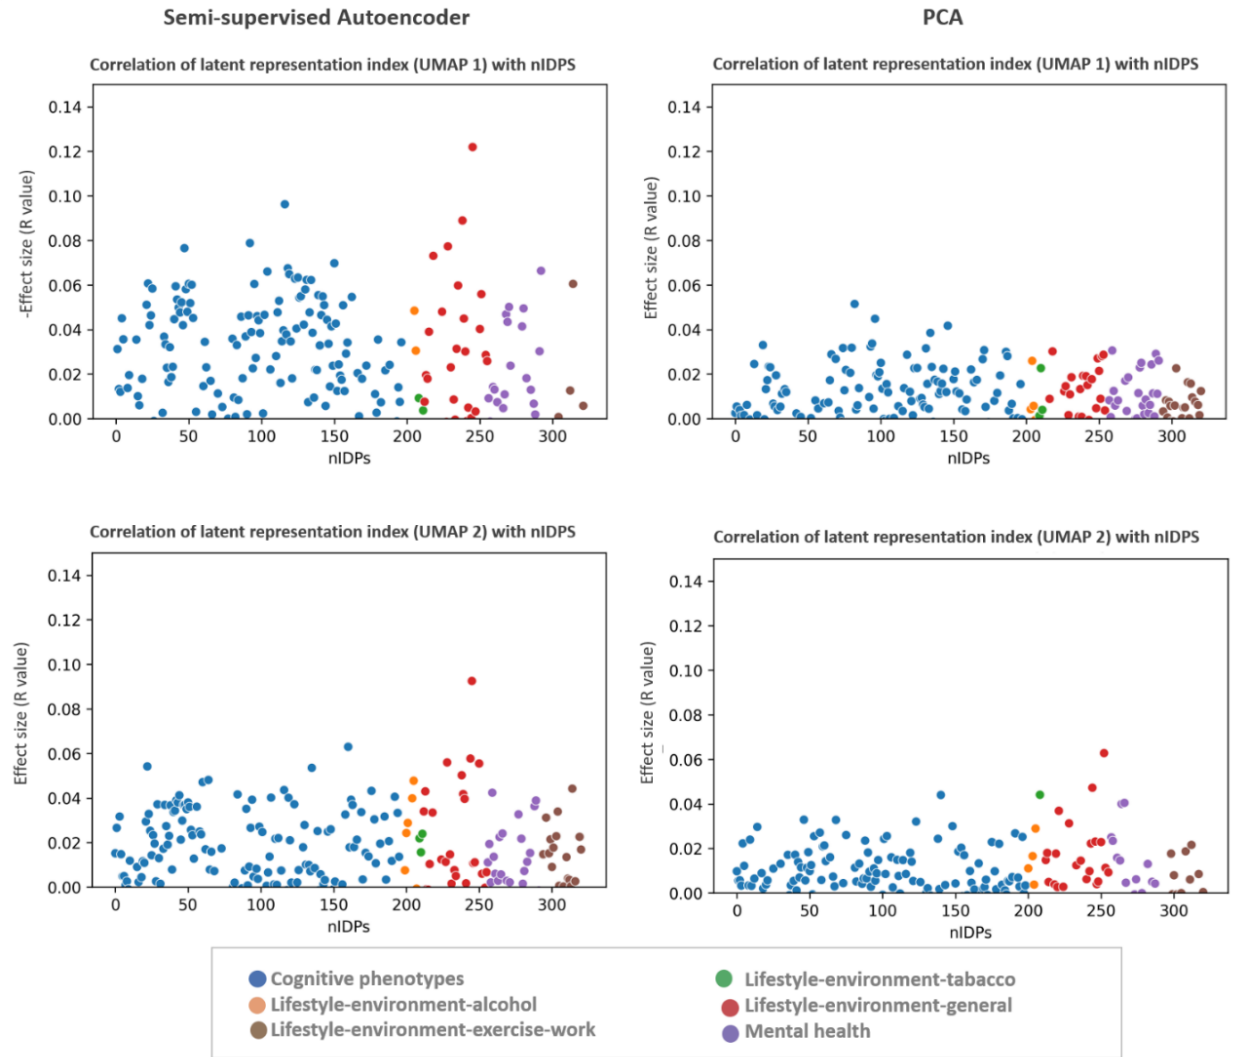 Semi-supervised Autoencoder
PCA
Correlation of latent representation index (UMAP 1) with nIDPS
-Effect size (R value)
0.14
0.12
0.10
0.08
0.06
0.04
0.02
0.00
0 50 100 150 200 250 300
nIDPs
Correlation of latent representation index (UMAP 1) with nIDPS
Effect size (R value)
0.14
0.12
0.10
0.08
0.06
0.04
0.02
0.00
0 50 100 150 200 250 300
nIDPs
Correlation of latent representation index (UMAP 2) with nIDPS
Effect size (R value)
0.14
0.12
0.10
0.08
0.06
0.04
0.02
0.00
0 50 100 150 200 250 300
nIDPs
Correlation of latent representation index (UMAP 2) with nIDPS
Effect size (R value)
0.14
0.12
0.10
0.08
0.06
0.04
0.02
0.00
0 50 100 150 200 250 300
nIDPs
Cognitive phenotypes
Lifestyle-environment-alcohol
Lifestyle-environment-exercise-work
Lifestyle-environment-tabacco
Lifestyle-environment-general
Mental health